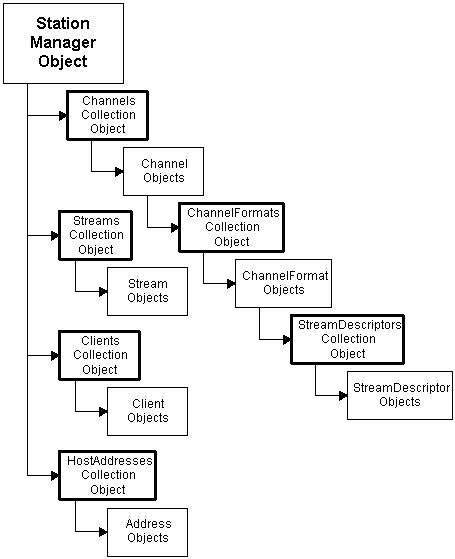 Station
Manager
Object
Channels
Collection
Object
Channel
Objects
Streams
Collection
Object
ChannelFormats
Collection
Object
Stream
Objects
ChannelFormat
Objects
Clients
Collection
Object
StreamDescriptors
Collection
Object
Client
Objects
StreamDescriptor
Objects
HostAddresses
Collection
Object
Address
Objects